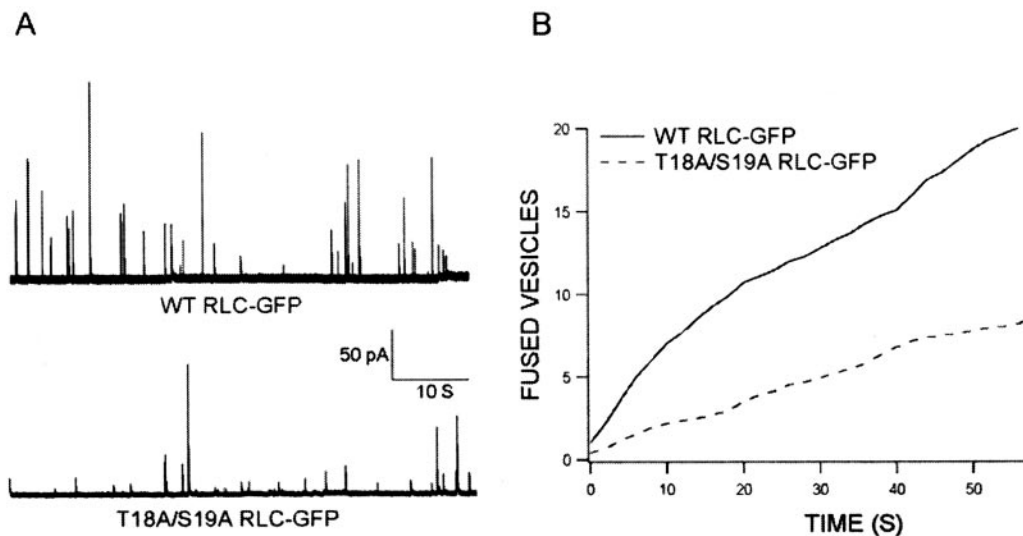 A
WT RLC-GFP
50 pA
10 S
T18A/S19A RLC-GFP
B
FUSED VESICLES
20
15
10
5
0
WT RLC-GFP
T18A/S19A RLC-GFP
0 10 20 30 40 50
TIME (S)